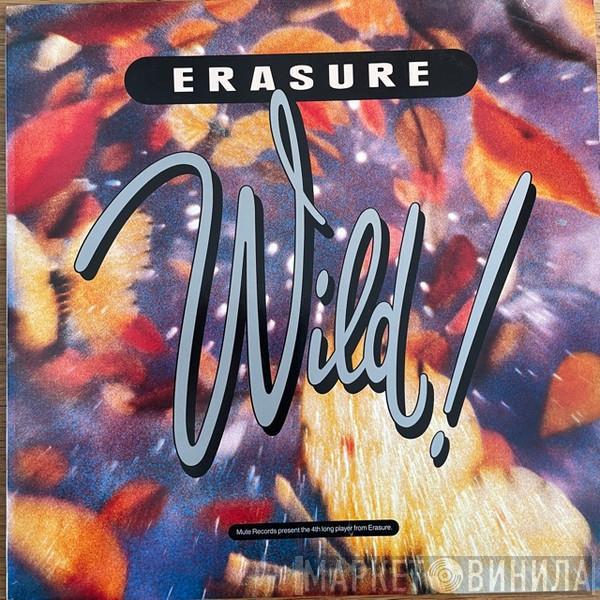 ERASURE
Wild!
Mute Records present the 4th long player from Erasure.
МАРКЕТ ВИНИЛА